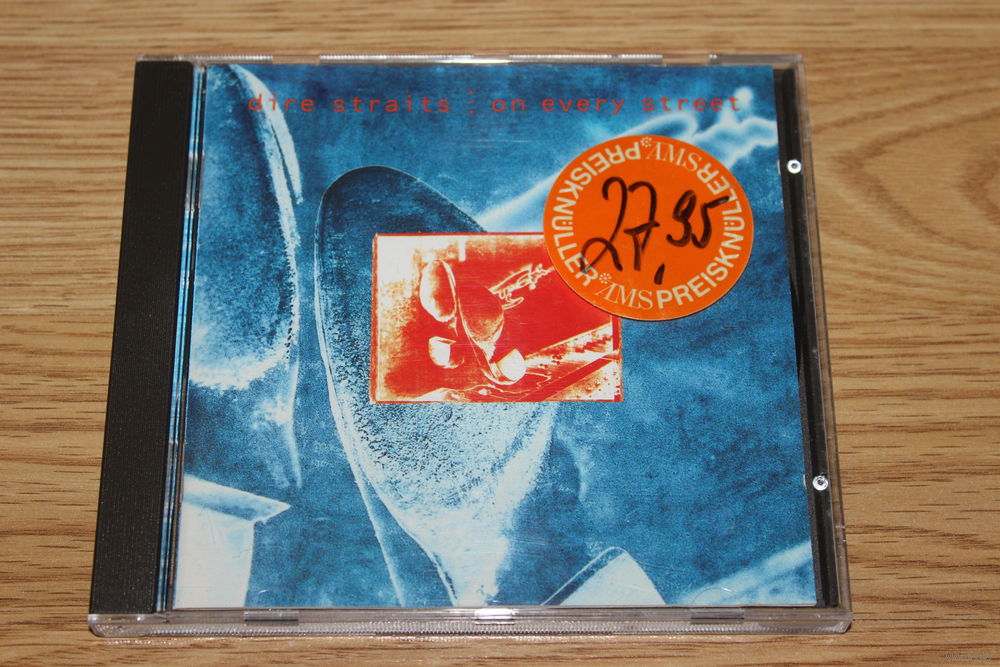 dire straits : on every street
*AMS PREISKNÜLLER
27,95
*AMS PREISKNÜLLER